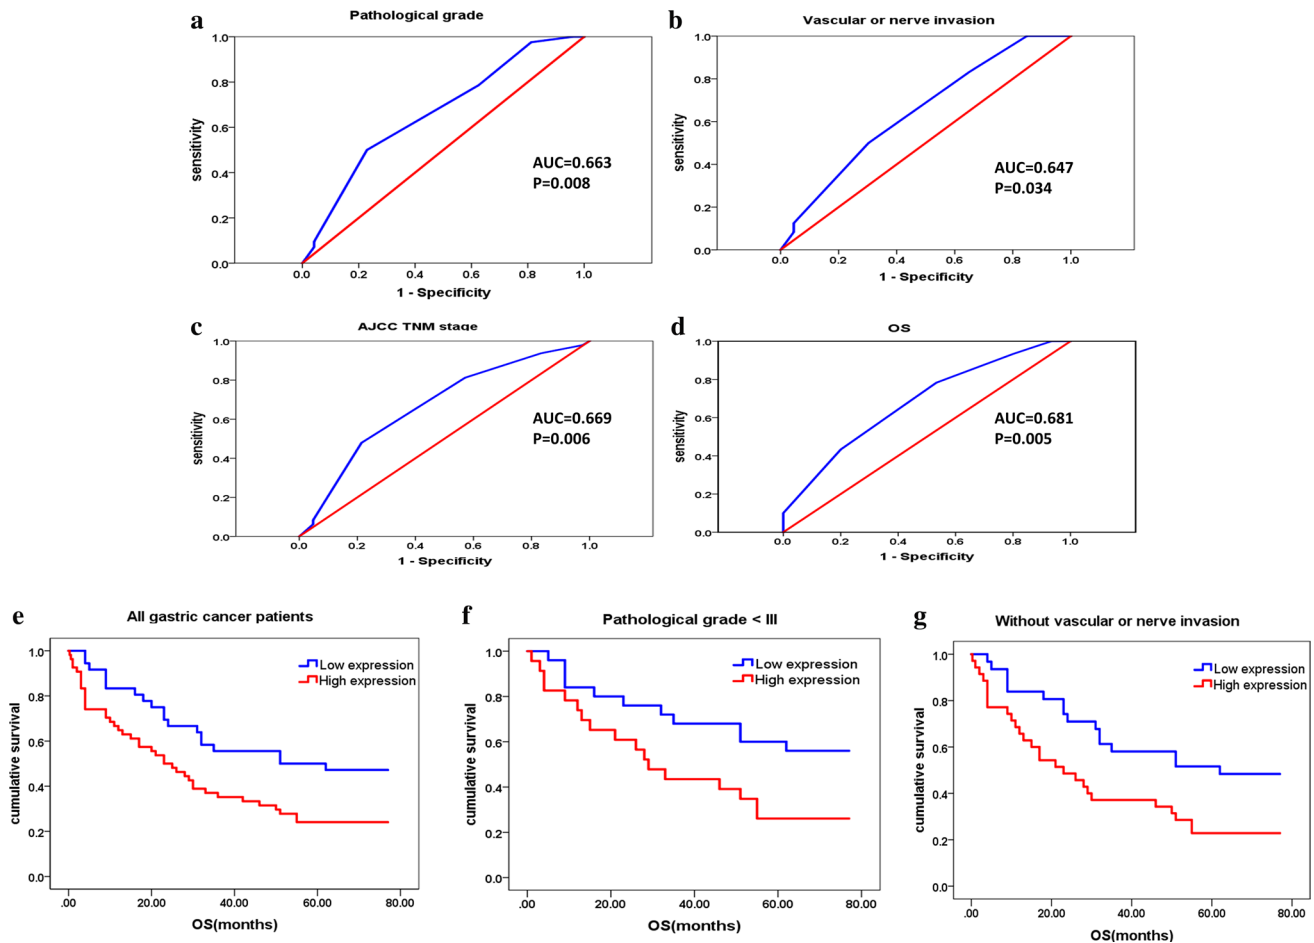 a
Pathological grade
1.0
0.8
0.6
0.4
0.2
0.0
sensitivity
AUC=0.663
P=0.008
0.0 0.2 0.4 0.6 0.8 1.0
1 - Specificity
b
Vascular or nerve invasion
1.0
0.8
0.6
0.4
0.2
0.0
sensitivity
AUC=0.647
P=0.034
0.0 0.2 0.4 0.6 0.8 1.0
1 - Specificity
c
AJCC TNM stage
1.0
0.8
0.6
0.4
0.2
0.0
sensitivity
AUC=0.669
P=0.006
0.0 0.2 0.4 0.6 0.8 1.0
1 - Specificity
d
OS
1.0
0.8
0.6
0.4
0.2
0.0
sensitivity
AUC=0.681
P=0.005
0.0 0.2 0.4 0.6 0.8 1.0
1 - Specificity
e
All gastric cancer patients
1.0
0.8
0.6
0.4
0.2
0.0
cumulative survival
Low expression
High expression
.00 20.00 40.00 60.00 80.00
OS(months)
f
Pathological grade < III
1.0
0.8
0.6
0.4
0.2
0.0
cumulative survival
Low expression
High expression
.00 20.00 40.00 60.00 80.00
OS(months)
g
Without vascular or nerve invasion
1.0
0.8
0.6
0.4
0.2
0.0
cumulative survival
Low expression
High expression
.00 20.00 40.00 60.00 80.00
OS(months)